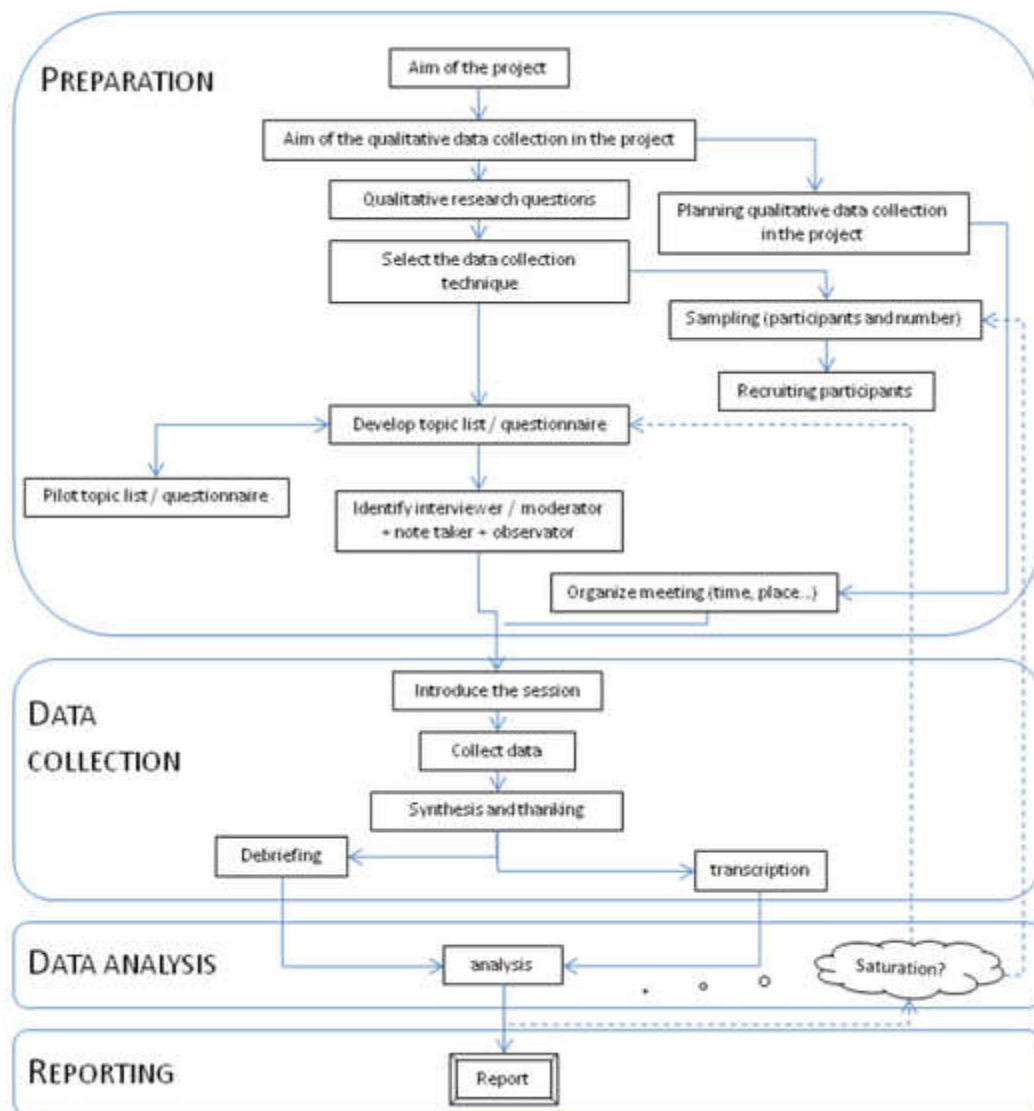 PREPARATION
Aim of the project
Aim of the qualitative data collection in the project
Qualitative research questions
Planning qualitative data collection
in the project
Select the data collection
technique
Sampling (participants and number)
Recruiting participants
Develop topic list / questionnaire
Pilot topic list / questionnaire
Identify interviewer / moderator
+ note taker + observator
Organize meeting (time, place...)
DATA
COLLECTION
Introduce the session
Collect data
Synthesis and thanking
Debriefing
transcription
DATA ANALYSIS
analysis
Saturation?
REPORTING
Report